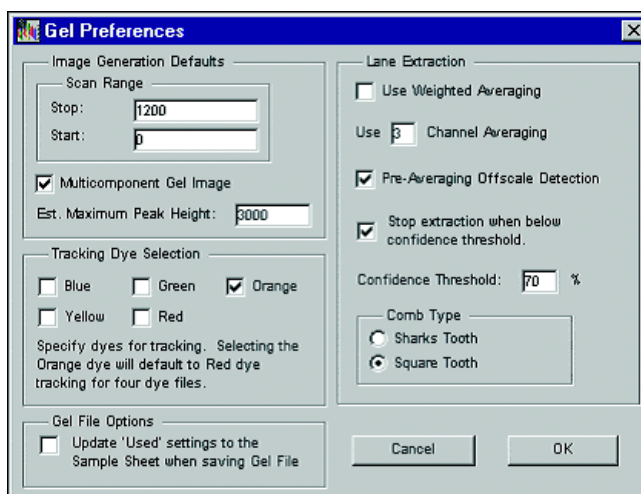 Gel Preferences
Image Generation Defaults
Scan Range
Stop: 1200
Start: 0
Multicomponent Gel Image
Est. Maximum Peak Height: 3000
Tracking Dye Selection
Blue Green Orange
Yellow Red
Specify dyes for tracking. Selecting the
Orange dye will default to Red dye
tracking for four dye files.
Gel File Options
Update 'Used' settings to the
Sample Sheet when saving Gel File
Lane Extraction
Use Weighted Averaging
Use 3 Channel Averaging
Pre-Averaging Offscale Detection
Stop extraction when below
confidence threshold.
Confidence Threshold: 70 %
Comb Type
Sharks Tooth
Square Tooth
Cancel OK